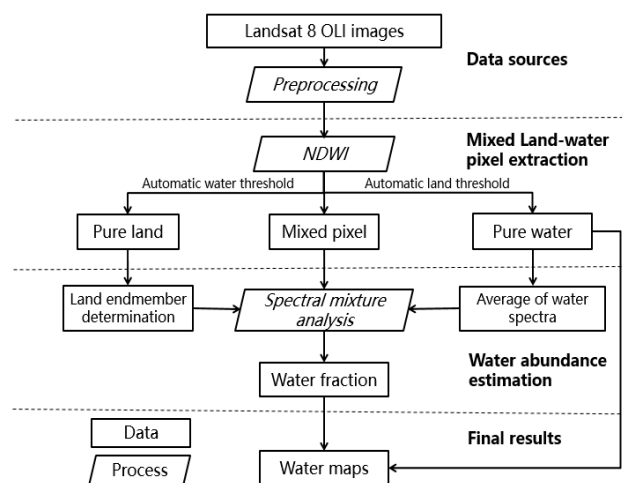 Landsat 8 OLI images
Data sources
Preprocessing
Mixed Land-water
pixel extraction
NDWI
Automatic water threshold
Automatic land threshold
Pure land
Mixed pixel
Pure water
Land endmember
determination
Spectral mixture
analysis
Average of water
spectra
Water abundance
estimation
Water fraction
Final results
Data
Process
Water maps